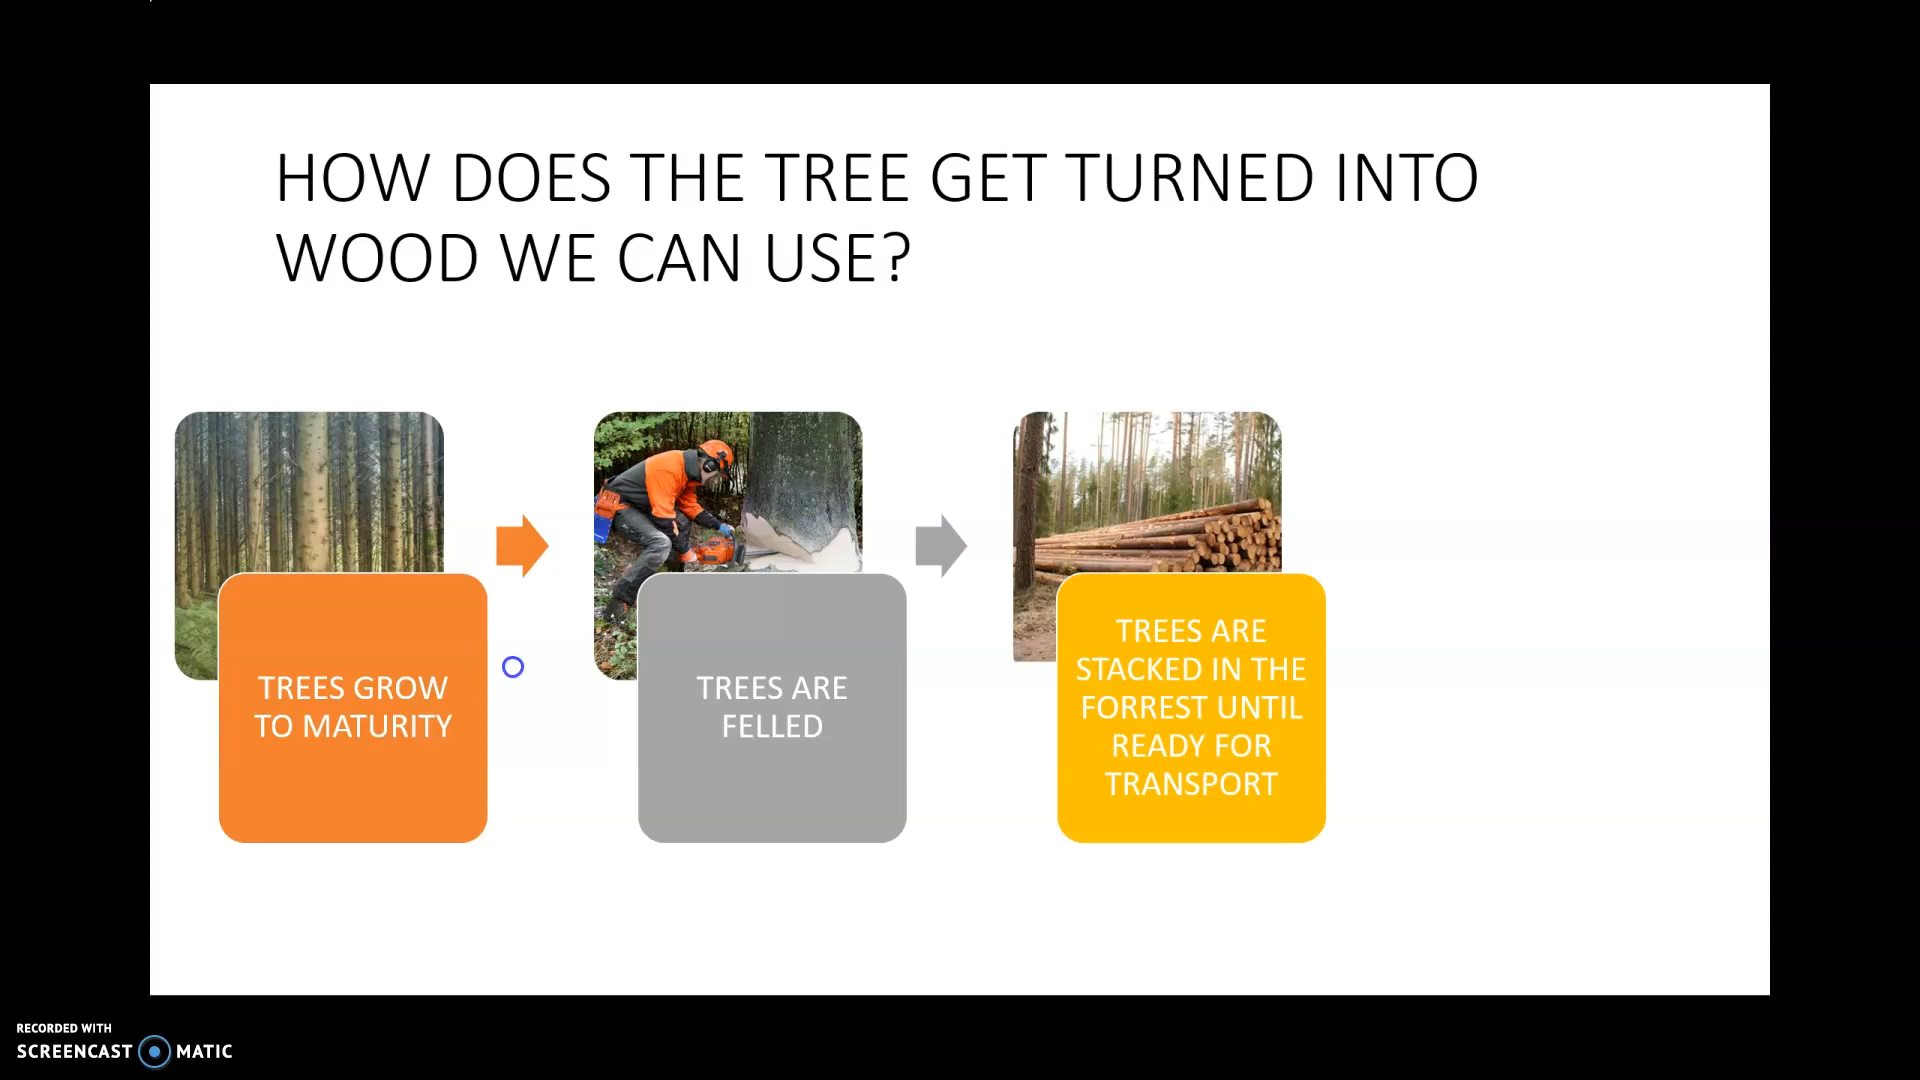 HOW DOES THE TREE GET TURNED INTO
WOOD WE CAN USE?
TREES GROW
TO MATURITY
TREES ARE
FELLED
TREES ARE
STACKED IN THE
FORREST UNTIL
READY FOR
TRANSPORT
RECORDED WITH
SCREENCAST MATIC